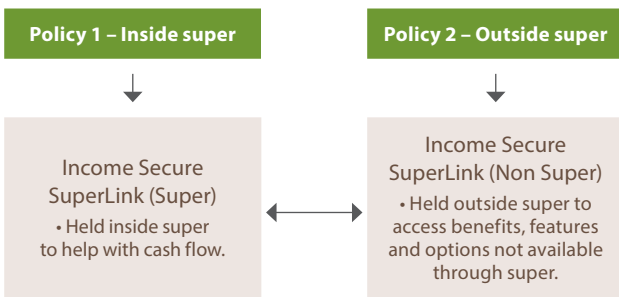 Policy 1 – Inside super
Policy 2 – Outside super
Income Secure
SuperLink (Super)
• Held inside super
to help with cash flow.
Income Secure
SuperLink (Non Super)
• Held outside super to
access benefits, features
and options not available
through super.